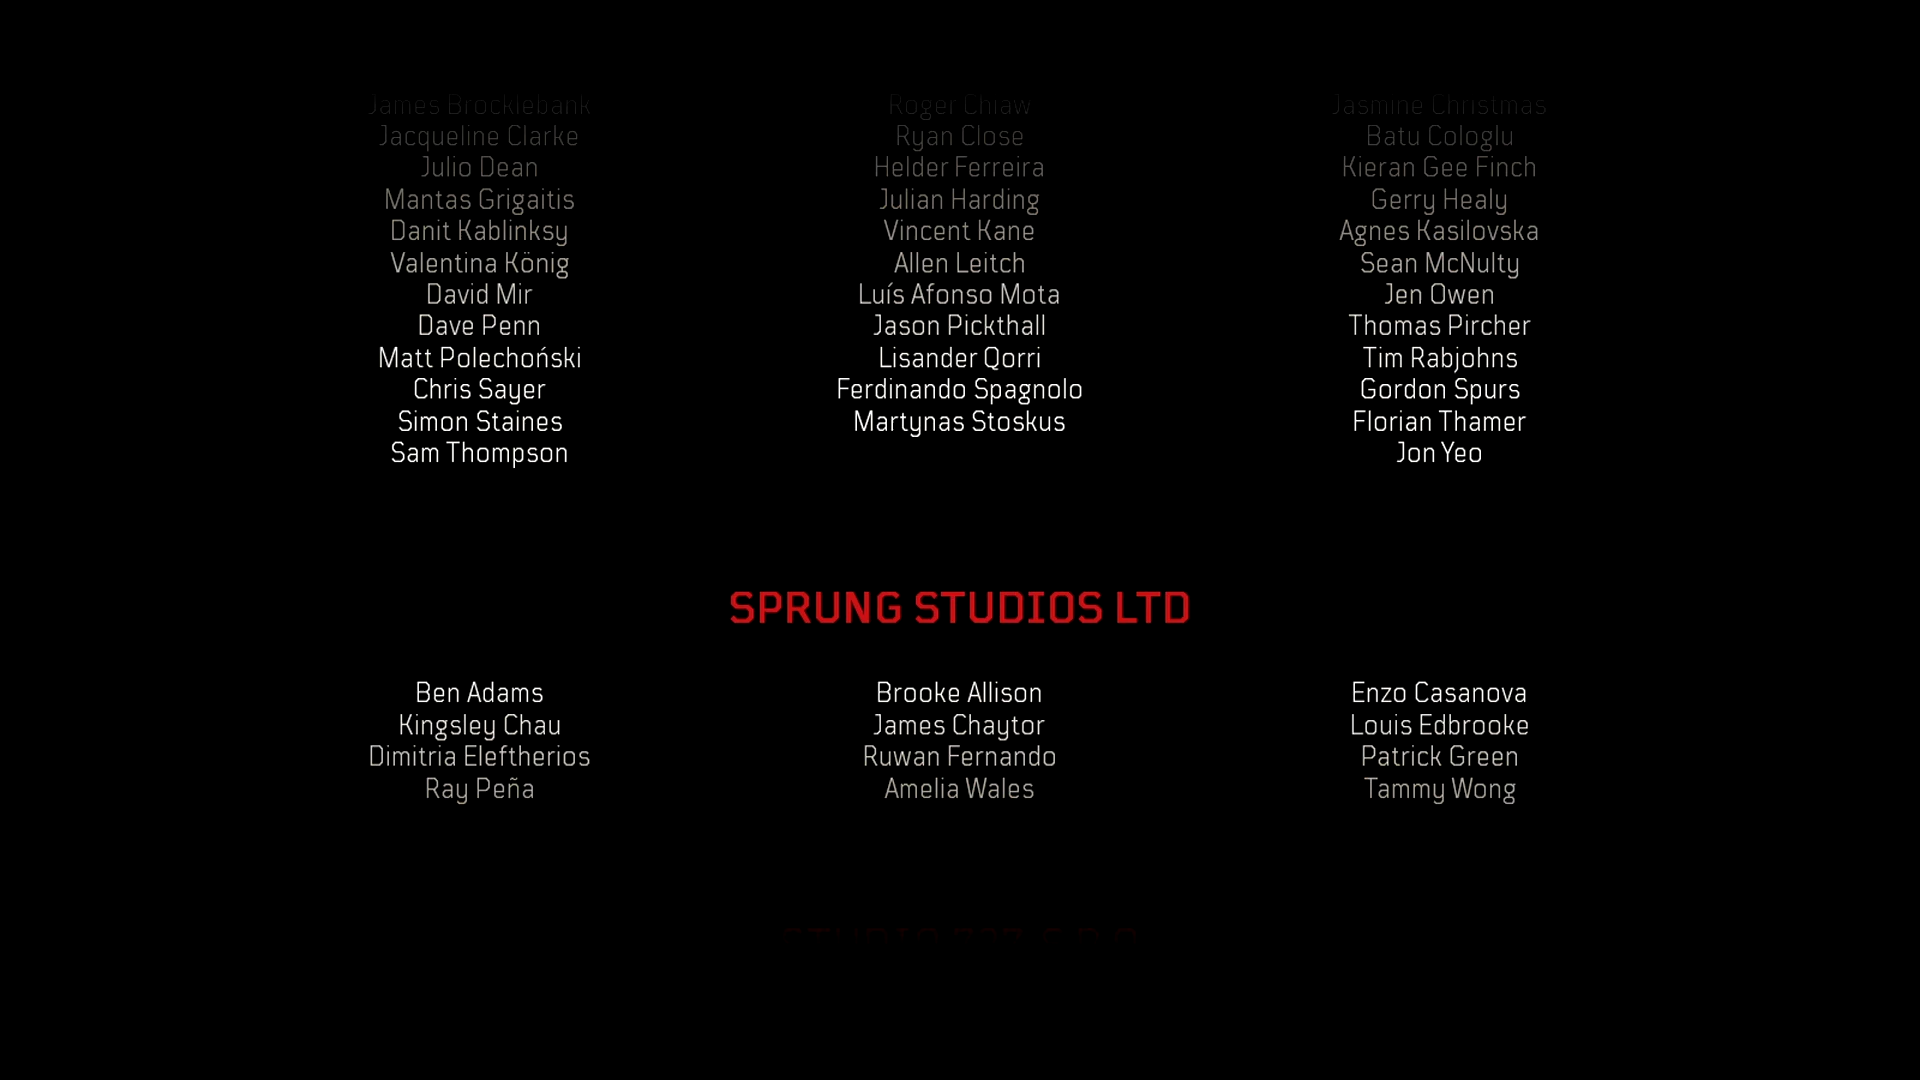 James Brocklebank Roger Chiaw Jasmine Christmas
Jacqueline Clarke Ryan Close Batu Cologlu
Julio Dean Helder Ferreira Kieran Gee Finch
Mantas Grigaitis Julian Harding Gerry Healy
Danit Kablinksy Vincent Kane Agnes Kasilovska
Valentina König Allen Leitch Sean McNulty
David Mir Luís Afonso Mota Jen Owen
Dave Penn Jason Pickthall Thomas Pircher
Matt Polechoński Lisander Qorri Tim Rabjohns
Chris Sayer Ferdinando Spagnolo Gordon Spurs
Simon Staines Martynas Stoskus Florian Thamer
Sam Thompson Jon Yeo
SPRUNG STUDIOS LTD
Ben Adams Brooke Allison Enzo Casanova
Kingsley Chau James Chaytor Louis Edbrooke
Dimitria Eleftherios Ruwan Fernando Patrick Green
Ray Peña Amelia Wales Tammy Wong